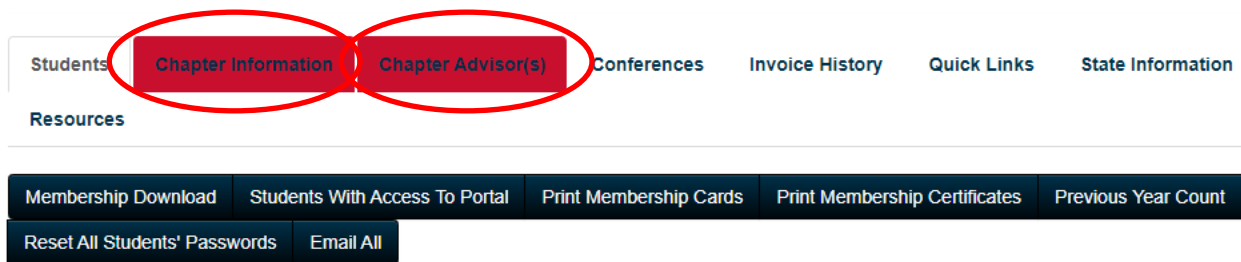 Students Chapter Information Chapter Advisor(s) Conferences Invoice History Quick Links State Information
Resources
Membership Download Students With Access To Portal Print Membership Cards Print Membership Certificates Previous Year Count
Reset All Students' Passwords Email All